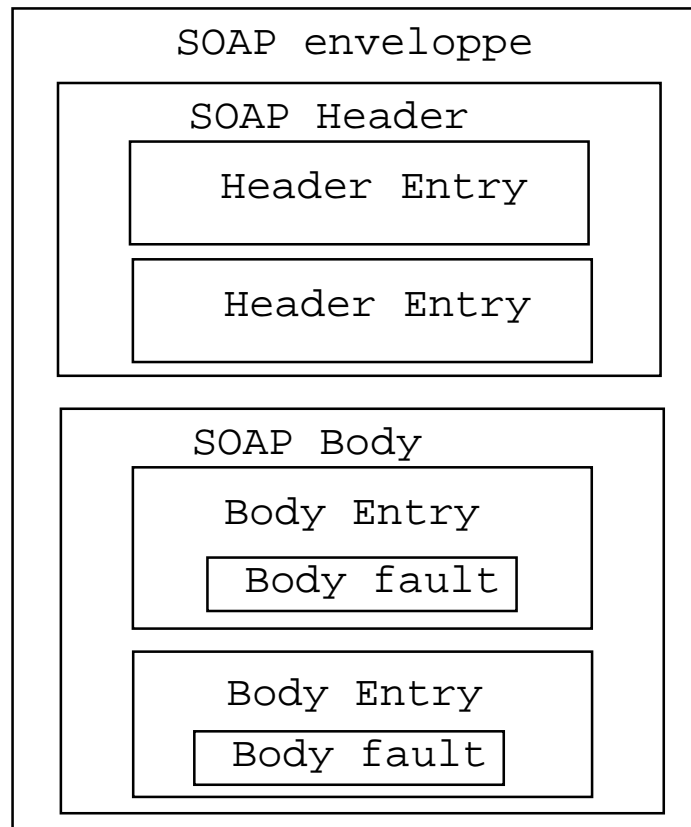 SOAP enveloppe
SOAP Header
Header Entry
Header Entry
SOAP Body
Body Entry
Body fault
Body Entry
Body fault